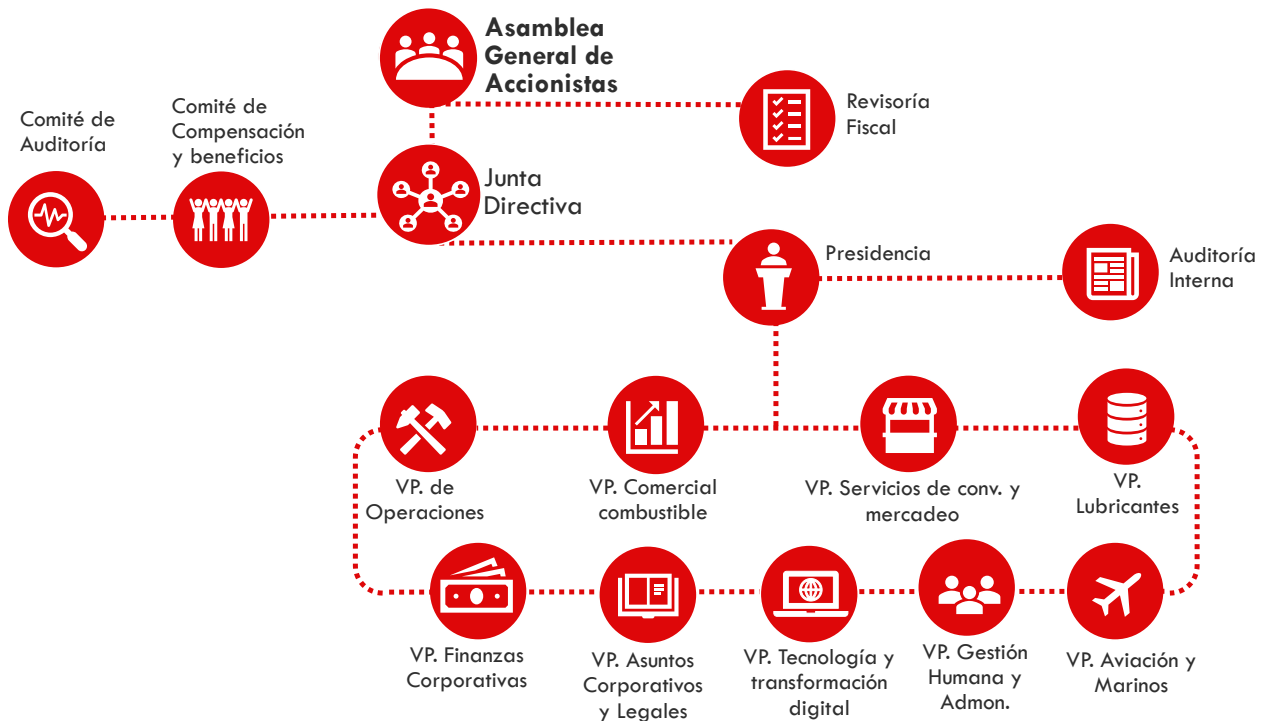 Asamblea
General de
Accionistas
Revisoría
Fiscal
Comité de
Auditoría
Comité de
Compensación
y beneficios
Junta
Directiva
Presidencia
Auditoría
Interna
VP. de
Operaciones
VP. Comercial
combustible
VP. Servicios de conv. y
mercadeo
VP.
Lubricantes
VP. Finanzas
Corporativas
VP. Asuntos
Corporativos
y Legales
VP. Tecnología y
transformación
digital
VP. Gestión
Humana y
Admon.
VP. Aviación y
Marinos